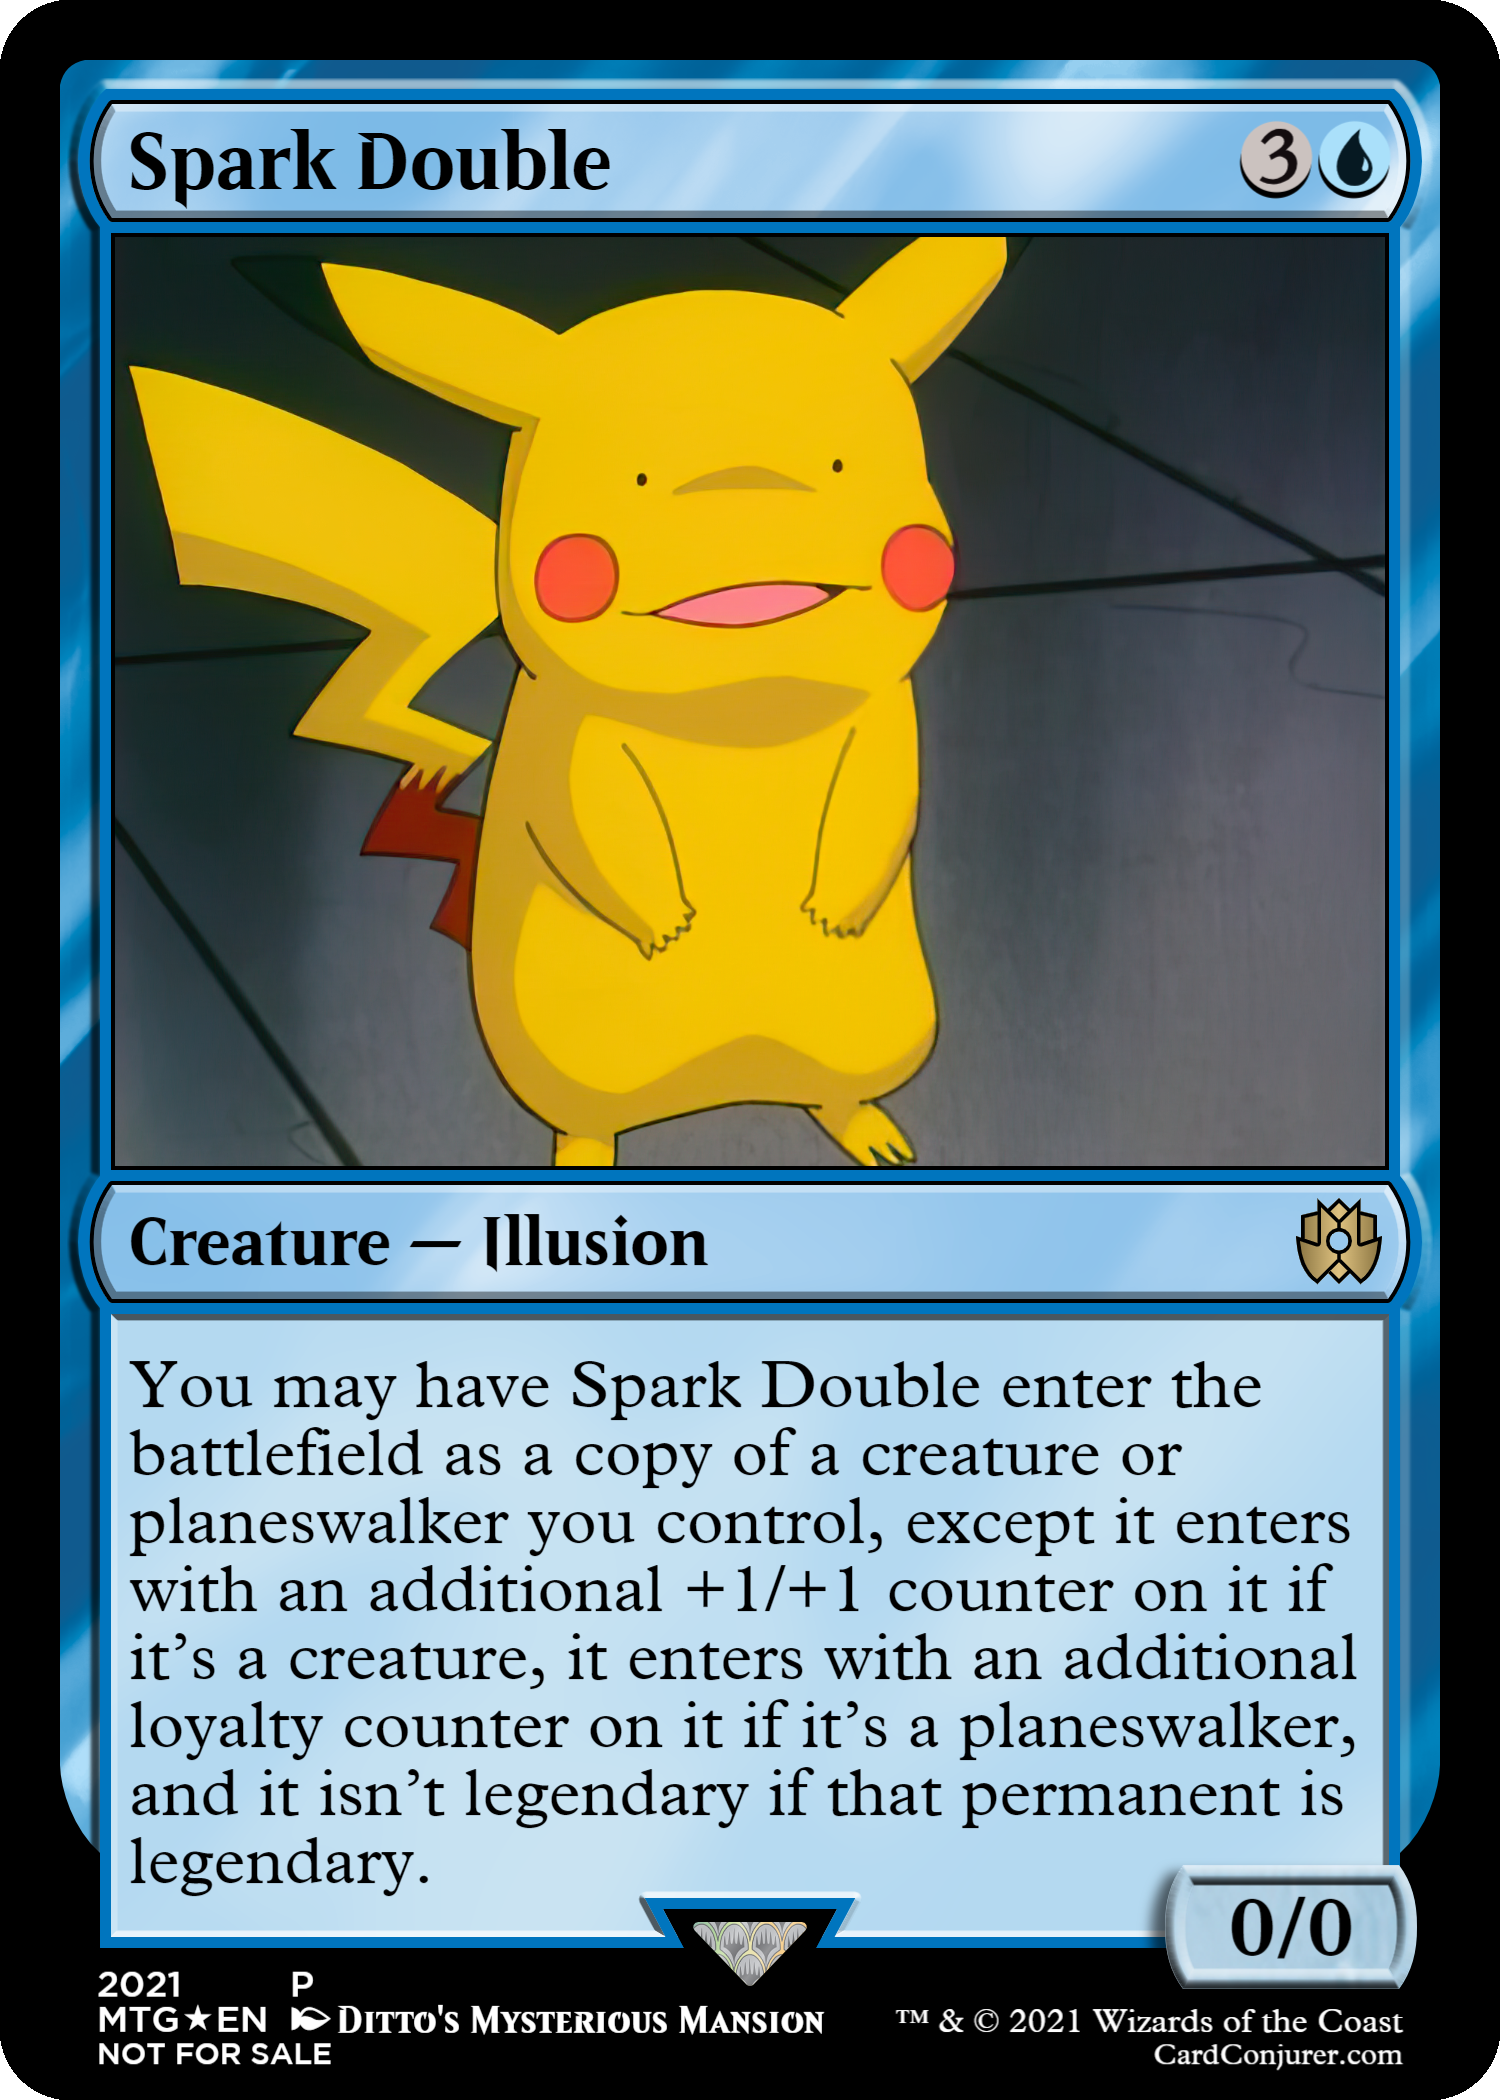 Spark Double
3
Creature — Illusion
You may have Spark Double enter the
battlefield as a copy of a creature or
planeswalker you control, except it enters
with an additional +1/+1 counter on it if
it's a creature, it enters with an additional
loyalty counter on it if it's a planeswalker,
and it isn't legendary if that permanent is
legendary.
0/0
2021 P
MTG★EN Ditto's Mysterious Mansion
NOT FOR SALE
™ & © 2021 Wizards of the Coast
CardConjurer.com